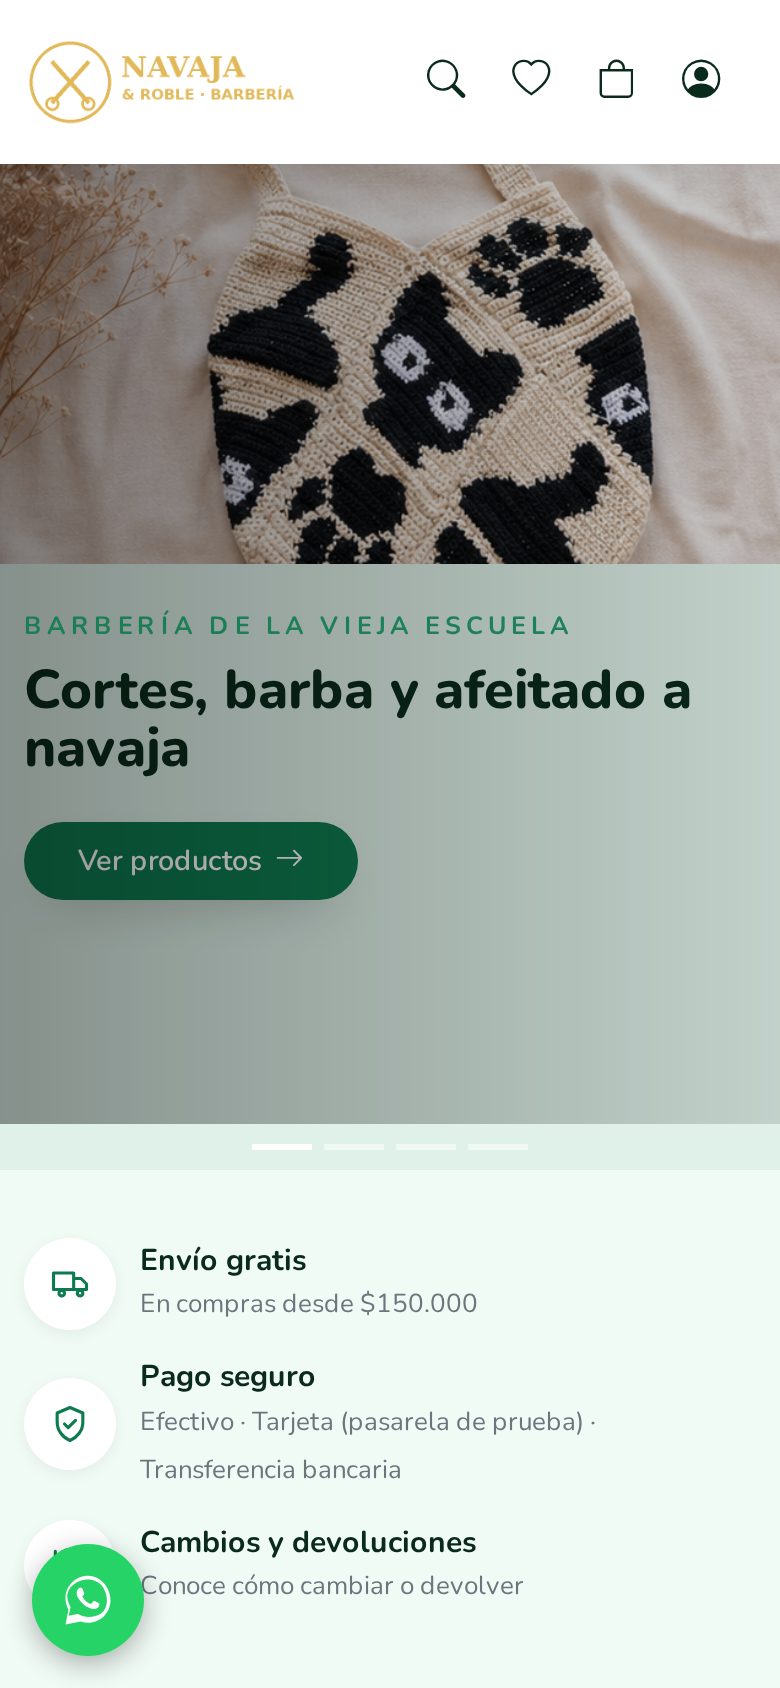 NAVAJA
& ROBLE · BARBERÍA
BARBERÍA DE LA VIEJA ESCUELA
Cortes, barba y afeitado a
navaja
Ver productos →
Envío gratis
En compras desde $150.000
Pago seguro
Efectivo · Tarjeta (pasarela de prueba) ·
Transferencia bancaria
Cambios y devoluciones
Conoce cómo cambiar o devolver